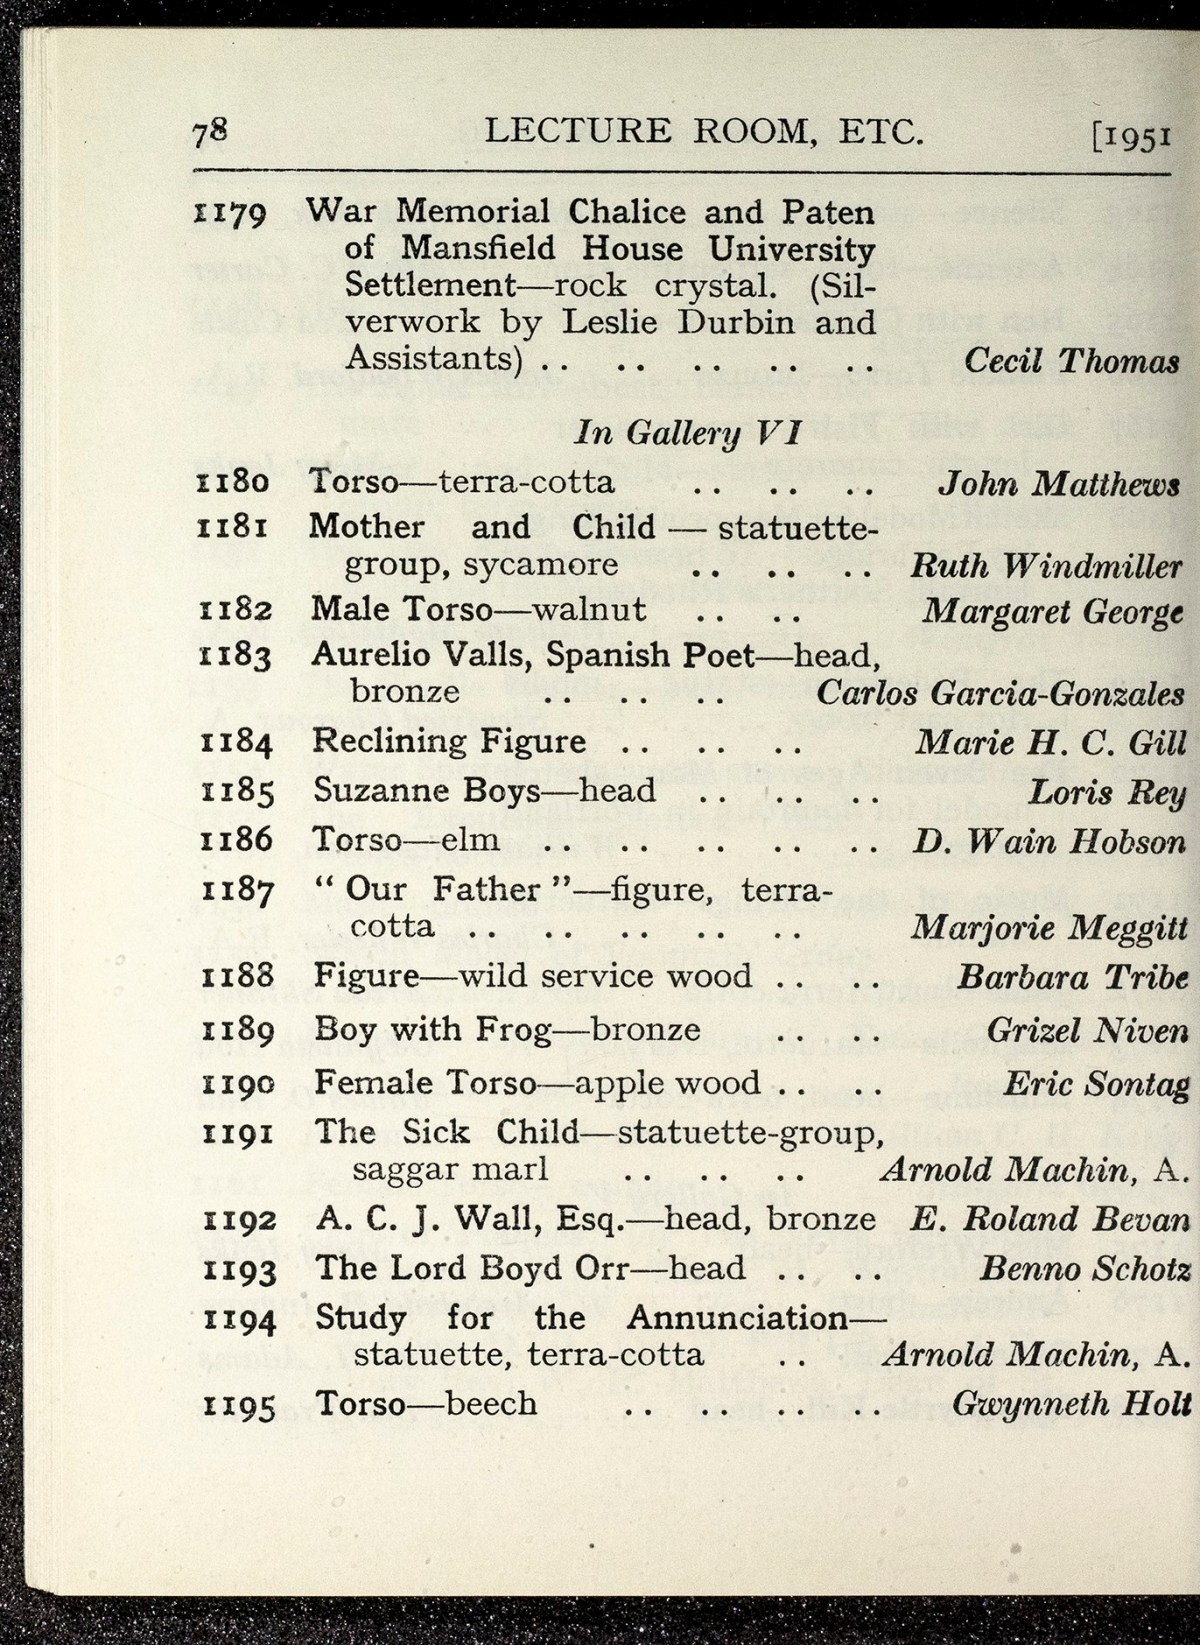 78 LECTURE ROOM, ETC. [1951
1179 War Memorial Chalice and Paten
of Mansfield House University
Settlement—rock crystal. (Sil-
verwork by Leslie Durbin and
Assistants) .. .. .. .. .. Cecil Thomas
In Gallery VI
1180 Torso—terra-cotta .. .. .. John Matthews
1181 Mother and Child — statuette-
group, sycamore .. .. .. Ruth Windmiller
1182 Male Torso—walnut .. .. Margaret George
1183 Aurelio Valls, Spanish Poet—head,
bronze .. .. .. Carlos Garcia-Gonzales
1184 Reclining Figure .. .. .. Marie H. C. Gill
1185 Suzanne Boys—head .. .. .. Loris Rey
1186 Torso—elm .. .. .. .. .. D. Wain Hobson
1187 “ Our Father ”—figure, terra-
cotta .. .. .. .. .. Marjorie Meggitt
1188 Figure—wild service wood .. .. Barbara Tribe
1189 Boy with Frog—bronze .. .. Grizel Niven
1190 Female Torso—apple wood .. .. Eric Sontag
1191 The Sick Child—statuette-group,
saggar marl .. .. .. Arnold Machin, A.
1192 A. C. J. Wall, Esq.—head, bronze E. Roland Bevan
1193 The Lord Boyd Orr—head .. .. Benno Schotz
1194 Study for the Annunciation—
statuette, terra-cotta .. Arnold Machin, A.
1195 Torso—beech .. .. .. .. Gwynneth Holt